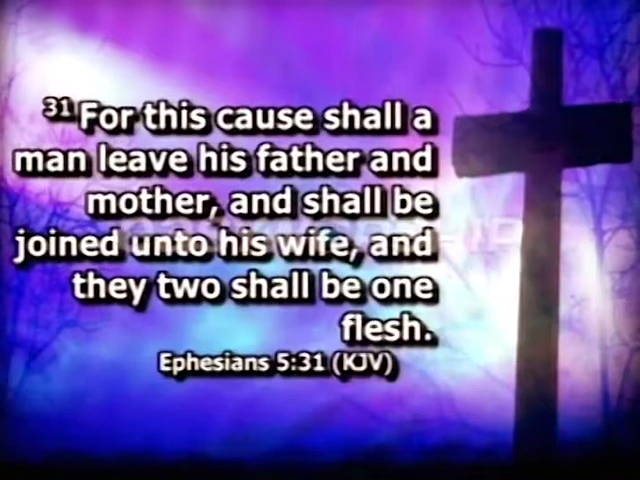 31 For this cause shall a
man leave his father and
mother, and shall be
joined unto his wife, and
they two shall be one
flesh.
Ephesians 5:31 (KJV)